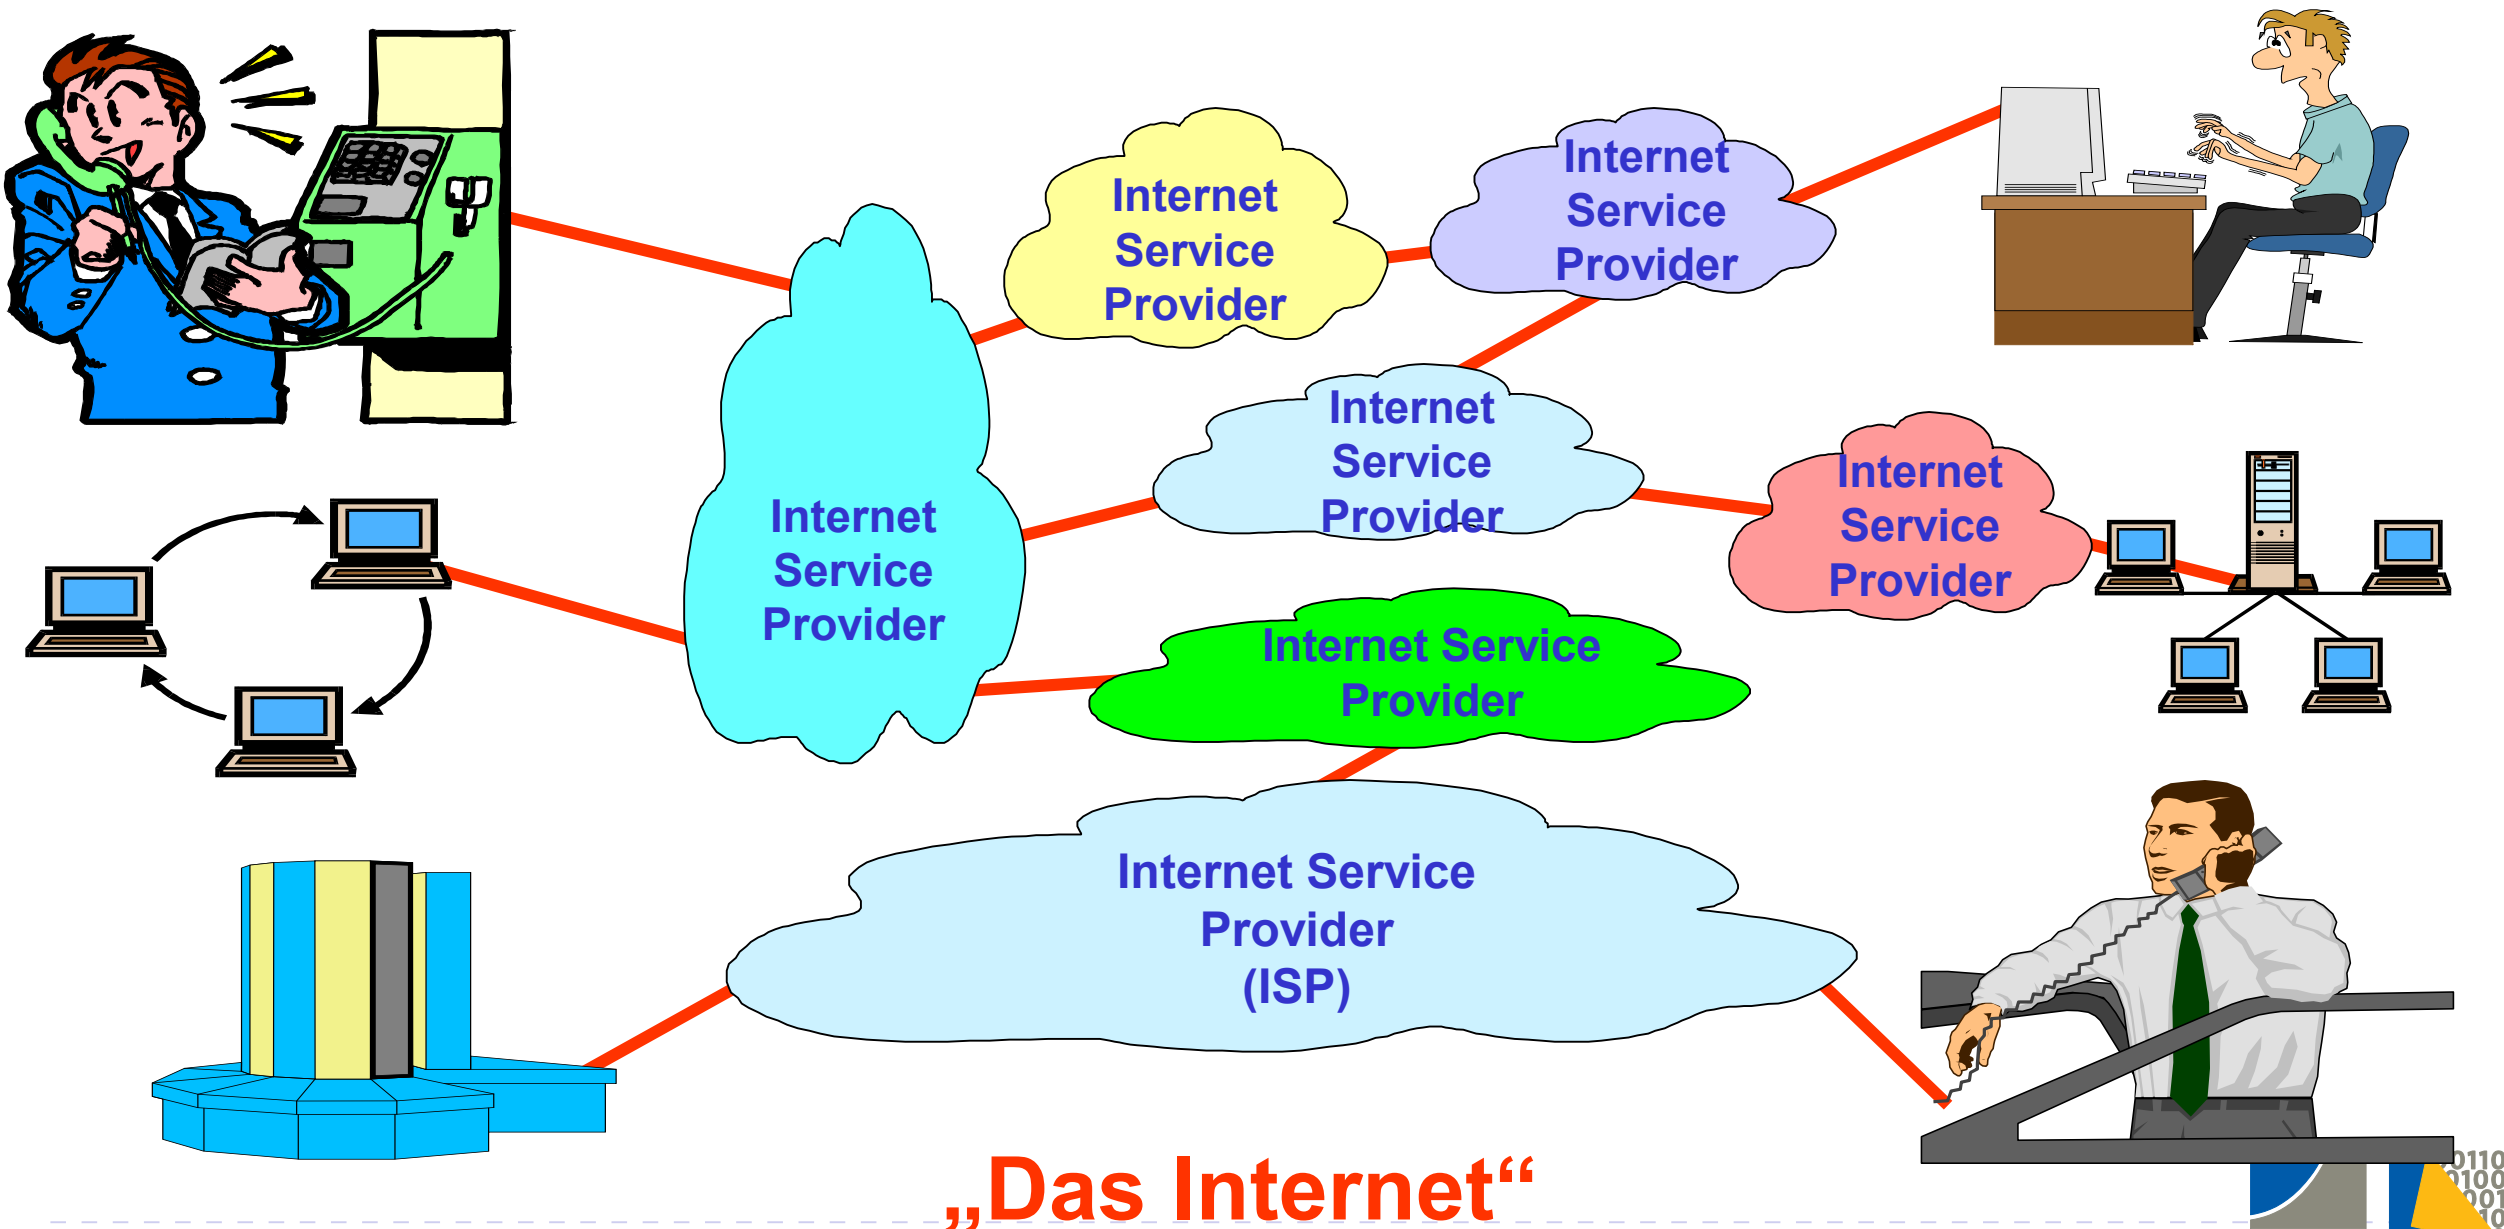 Internet
Service
Provider
Internet
Service
Provider
Internet
Service
Provider
Internet
Service
Provider
Internet
Service
Provider
Internet Service
Provider
Internet Service
Provider
(ISP)
„Das Internet“